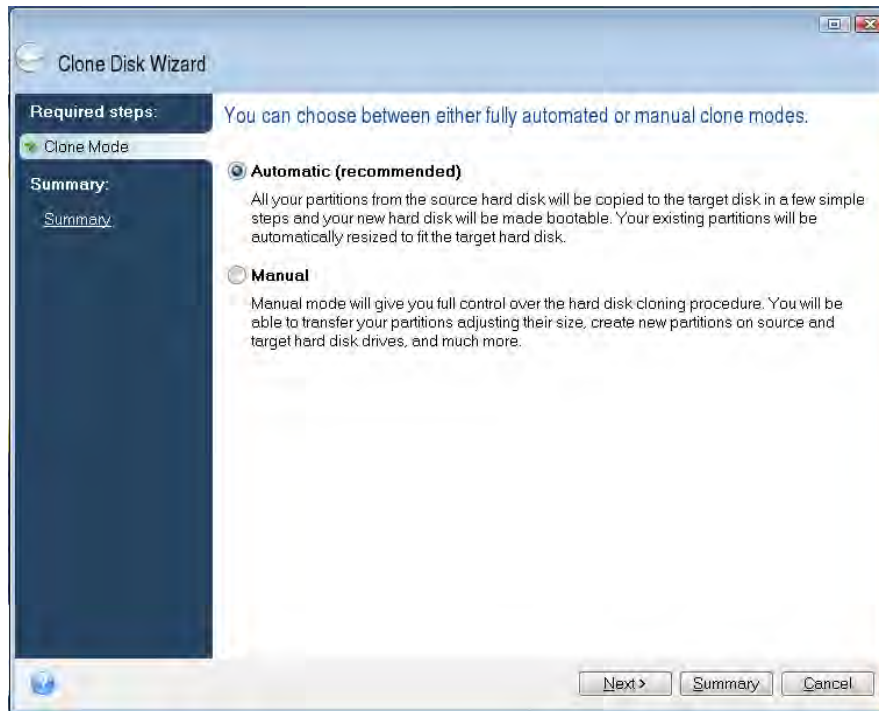 Clone Disk Wizard
Required steps:
Clone Mode
Summary:
Summary
You can choose between either fully automated or manual clone modes.
Automatic (recommended)
All your partitions from the source hard disk will be copied to the target disk in a few simple
steps and your new hard disk will be made bootable. Your existing partitions will be
automatically resized to fit the target hard disk.
Manual
Manual mode will give you full control over the hard disk cloning procedure. You will be
able to transfer your partitions adjusting their size, create new partitions on source and
target hard disk drives, and much more.
Next >
Summary
Cancel